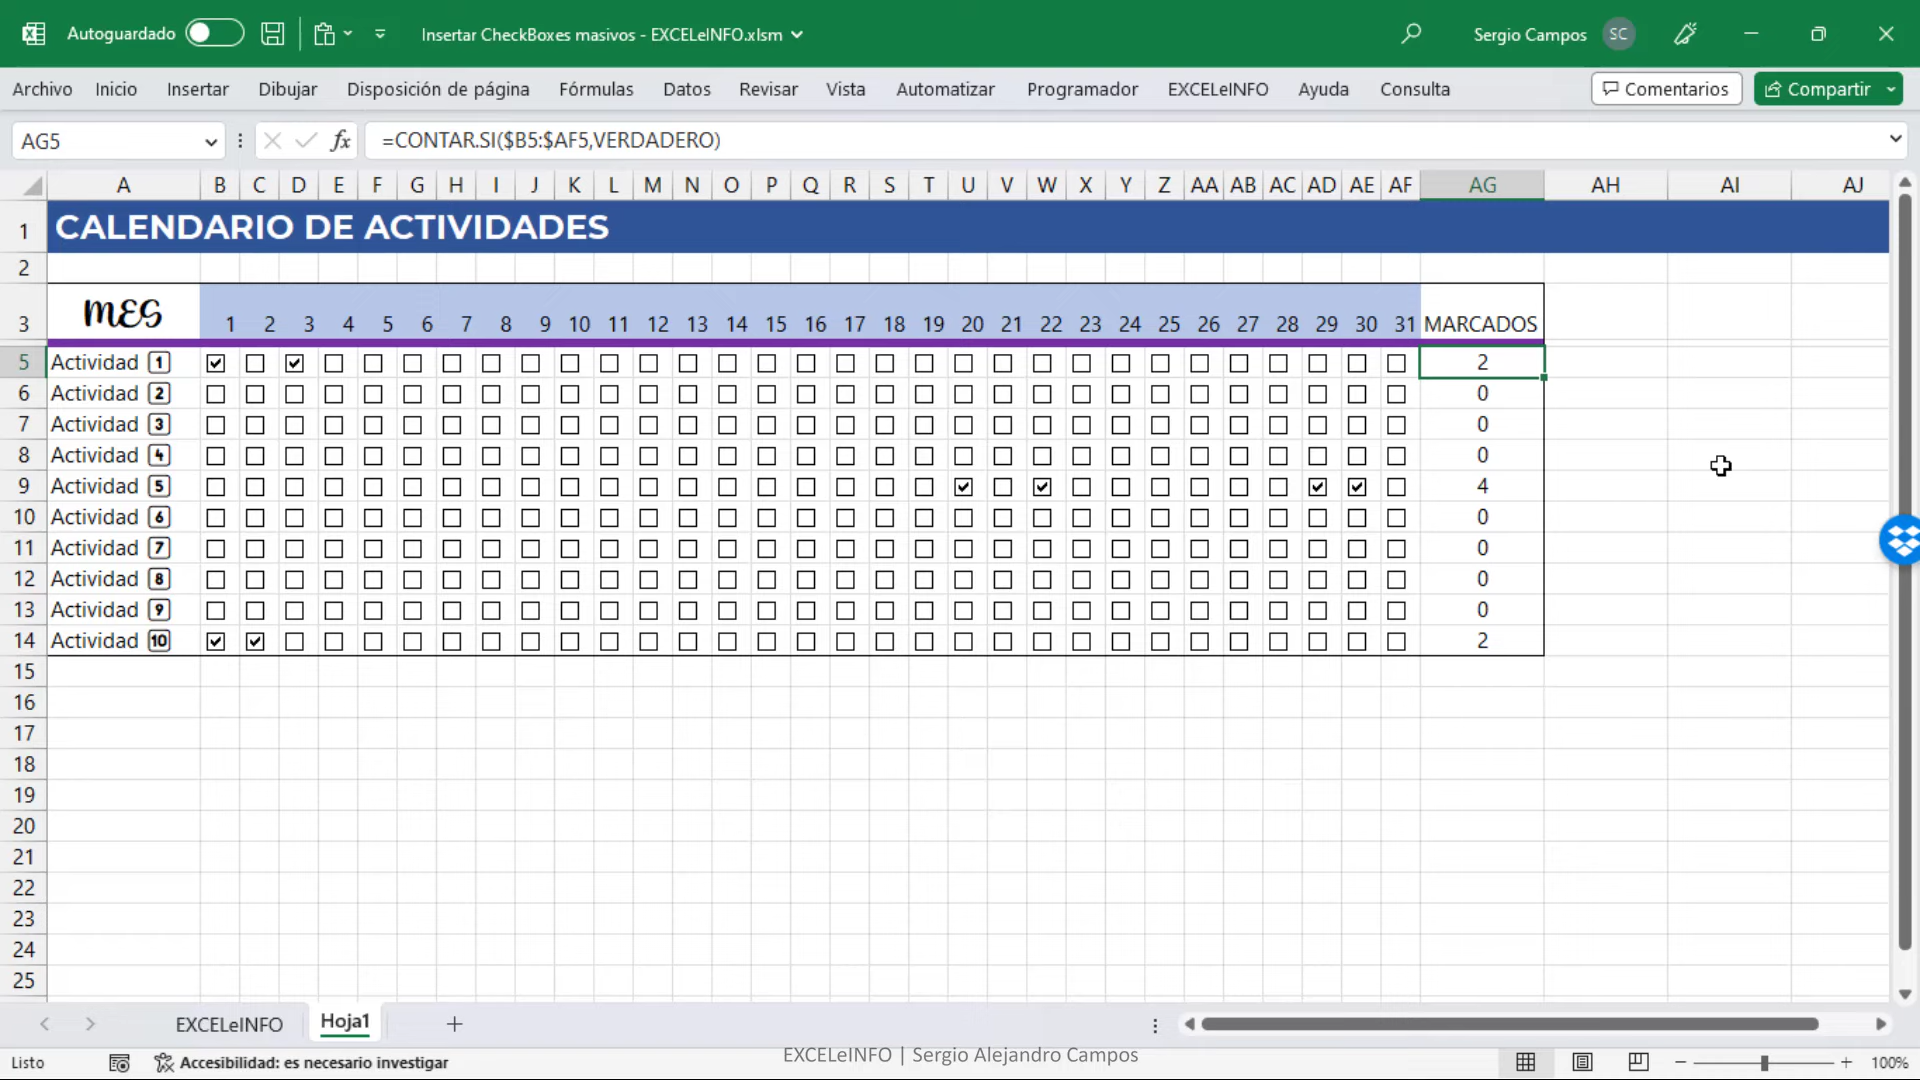 Autoguardado Insertar CheckBoxes masivos - EXCELeINFO.xlsm Sergio Campos SC
Archivo Inicio Insertar Dibujar Disposición de página Fórmulas Datos Revisar Vista Automatizar Programador EXCELeINFO Ayuda Consulta Comentarios Compartir
AG5 fx =CONTAR.SI($B5:$AF5,VERDADERO)
A B C D E F G H I J K L M N O P Q R S T U V W X Y Z AA AB AC AD AE AF AG AH AI AJ
1 CALENDARIO DE ACTIVIDADES
2
3 MES 1 2 3 4 5 6 7 8 9 10 11 12 13 14 15 16 17 18 19 20 21 22 23 24 25 26 27 28 29 30 31 MARCADOS
5 Actividad 1 2
6 Actividad 2 0
7 Actividad 3 0
8 Actividad 4 0
9 Actividad 5 4
10 Actividad 6 0
11 Actividad 7 0
12 Actividad 8 0
13 Actividad 9 0
14 Actividad 10 2
15
16
17
18
19
20
21
22
23
24
25
EXCELeINFO Hoja1
Listo Accesibilidad: es necesario investigar EXCELeINFO | Sergio Alejandro Campos 100%